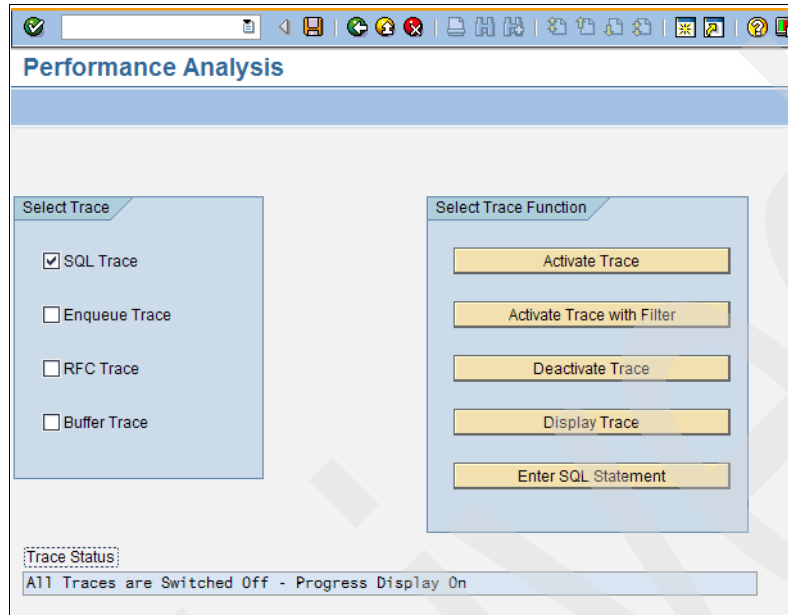 Performance Analysis
Select Trace
SQL Trace
Enqueue Trace
RFC Trace
Buffer Trace
Select Trace Function
Activate Trace
Activate Trace with Filter
Deactivate Trace
Display Trace
Enter SQL Statement
Trace Status
All Traces are Switched Off - Progress Display On